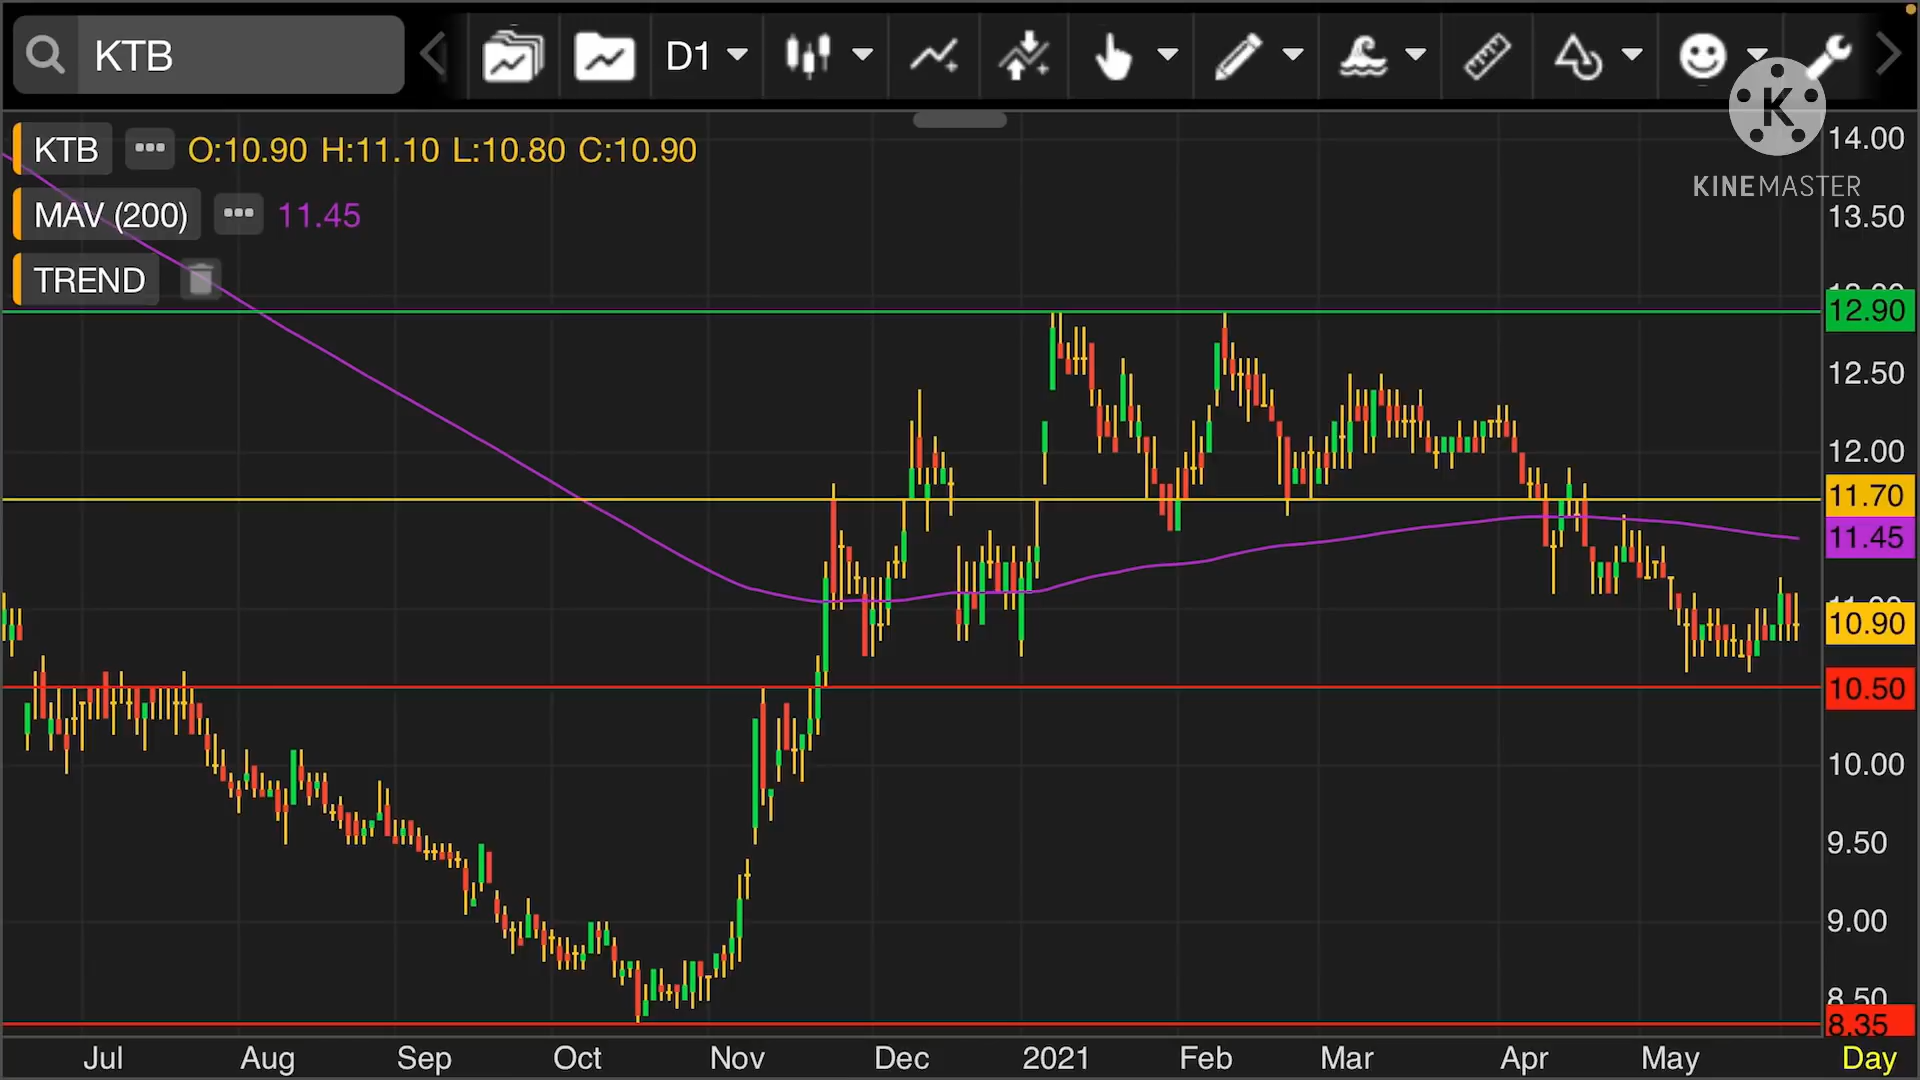 KTB
D1
K
KINEMASTER
KTB ••• O:10.90 H:11.10 L:10.80 C:10.90
MAV (200) ••• 11.45
TREND
14.00
13.50
12.90
12.50
12.00
11.70
11.45
11.00
10.90
10.50
10.00
9.50
9.00
8.50
8.35
Jul Aug Sep Oct Nov Dec 2021 Feb Mar Apr May Day